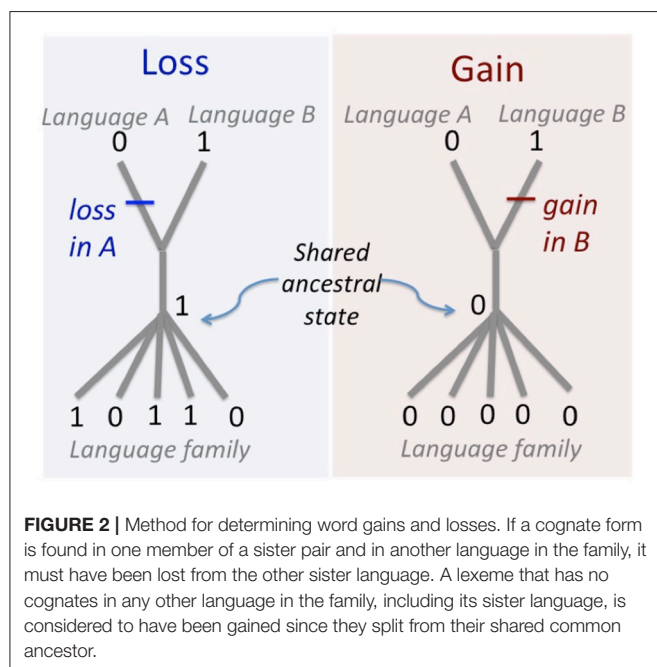 Loss
Gain
Language A Language B
Language A Language B
0 1
0 1
loss
in A
gain
in B
Shared
ancestral
state
1
0
1 0 1 1 0
0 0 0 0 0
Language family
Language family
FIGURE 2 | Method for determining word gains and losses. If a cognate form
is found in one member of a sister pair and in another language in the family, it
must have been lost from the other sister language. A lexeme that has no
cognates in any other language in the family, including its sister language, is
considered to have been gained since they split from their shared common
ancestor.